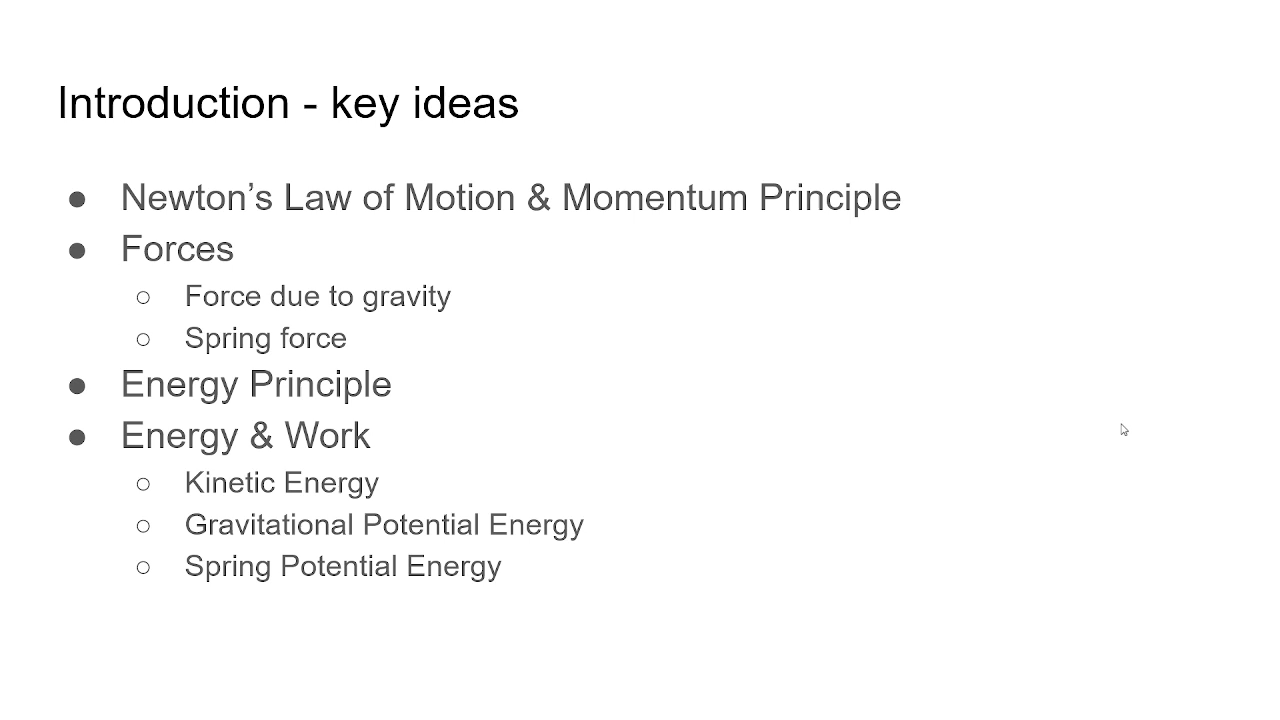 Introduction - key ideas
● Newton’s Law of Motion & Momentum Principle
● Forces
○ Force due to gravity
○ Spring force
● Energy Principle
● Energy & Work
○ Kinetic Energy
○ Gravitational Potential Energy
○ Spring Potential Energy